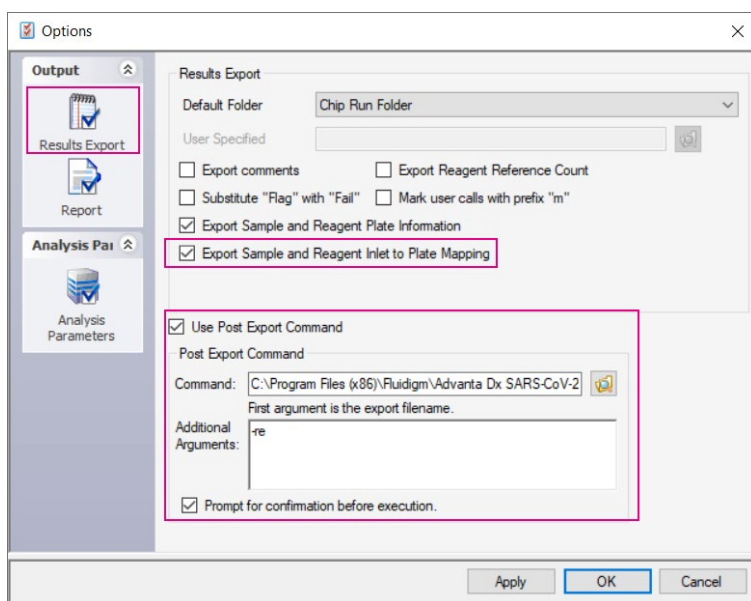 Options
Output
Results Export
Report
Analysis Par
Analysis
Parameters
Results Export
Default Folder Chip Run Folder
User Specified
Export comments Export Reagent Reference Count
Substitute "Flag" with "Fail" Mark user calls with prefix "m"
Export Sample and Reagent Plate Information
Export Sample and Reagent Inlet to Plate Mapping
Use Post Export Command
Post Export Command
Command: C:\Program Files (x86)\Fluidigm\Advanta Dx SARS-CoV-2
First argument is the export filename.
Additional
Arguments:
-re
Prompt for confirmation before execution.
Apply OK Cancel